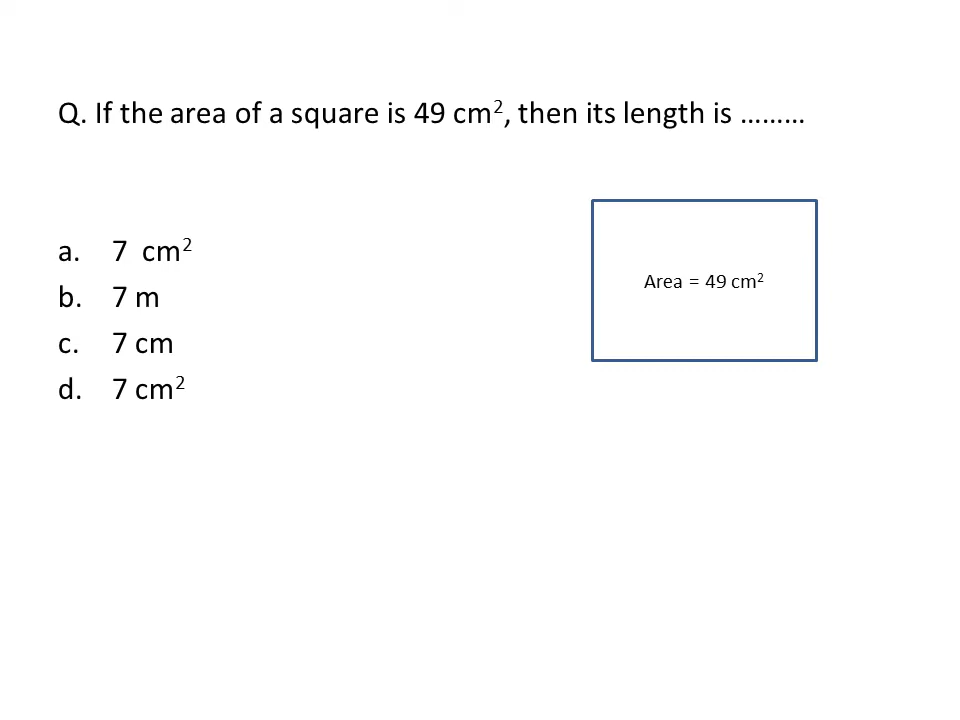 Q. If the area of a square is 49 cm², then its length is ………
a. 7 cm²
b. 7 m
c. 7 cm
d. 7 cm²
Area = 49 cm²